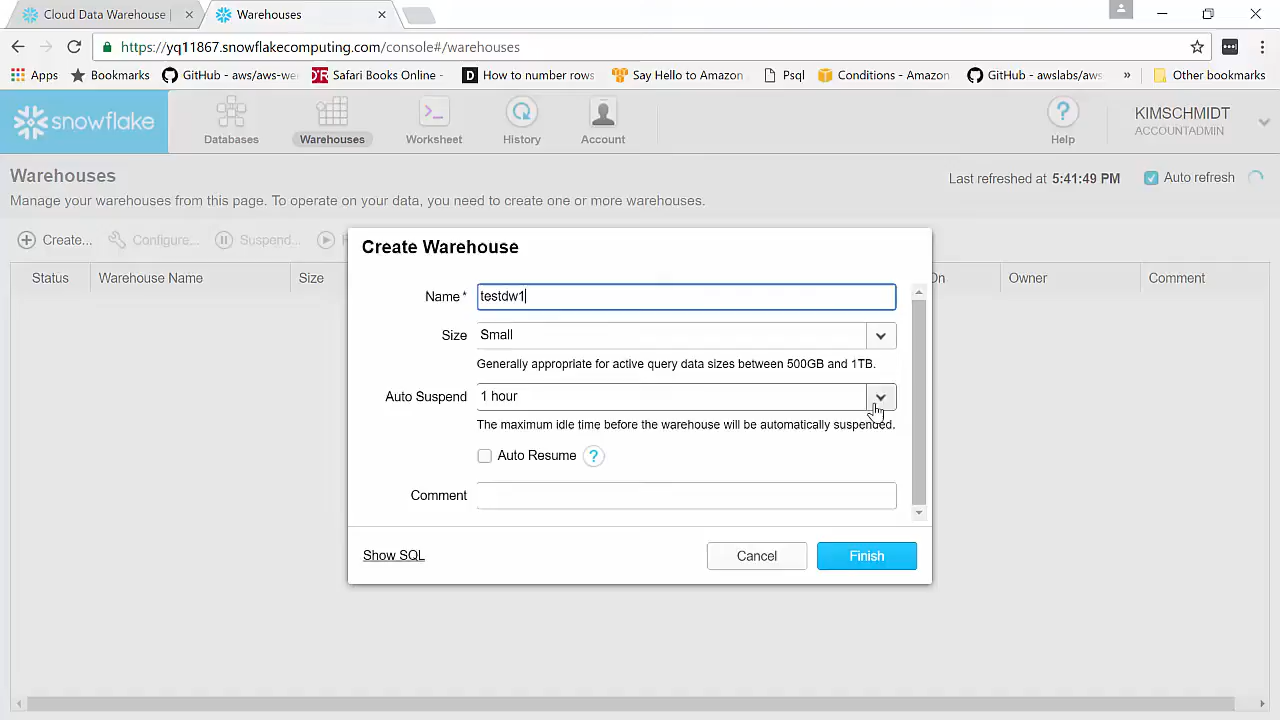 Cloud Data Warehouse |
Warehouses
https://yq11867.snowflakecomputing.com/console#/warehouses
Apps
Bookmarks
GitHub - aws/aws-we
Safari Books Online -
How to number rows
Say Hello to Amazon
Psql
Conditions - Amazon
GitHub - awslabs/aws
»
Other bookmarks
snowflake
Databases
Warehouses
Worksheet
History
Account
Help
KIMSCHMIDT
ACCOUNTADMIN
Warehouses
Last refreshed at 5:41:49 PM
Auto refresh
Manage your warehouses from this page. To operate on your data, you need to create one or more warehouses.
Create...
Configure...
Suspend...
Status
Warehouse Name
Size
On
Owner
Comment
Create Warehouse
Name* testdw1
Size Small
Generally appropriate for active query data sizes between 500GB and 1TB.
Auto Suspend 1 hour
The maximum idle time before the warehouse will be automatically suspended.
Auto Resume ?
Comment
Show SQL
Cancel
Finish